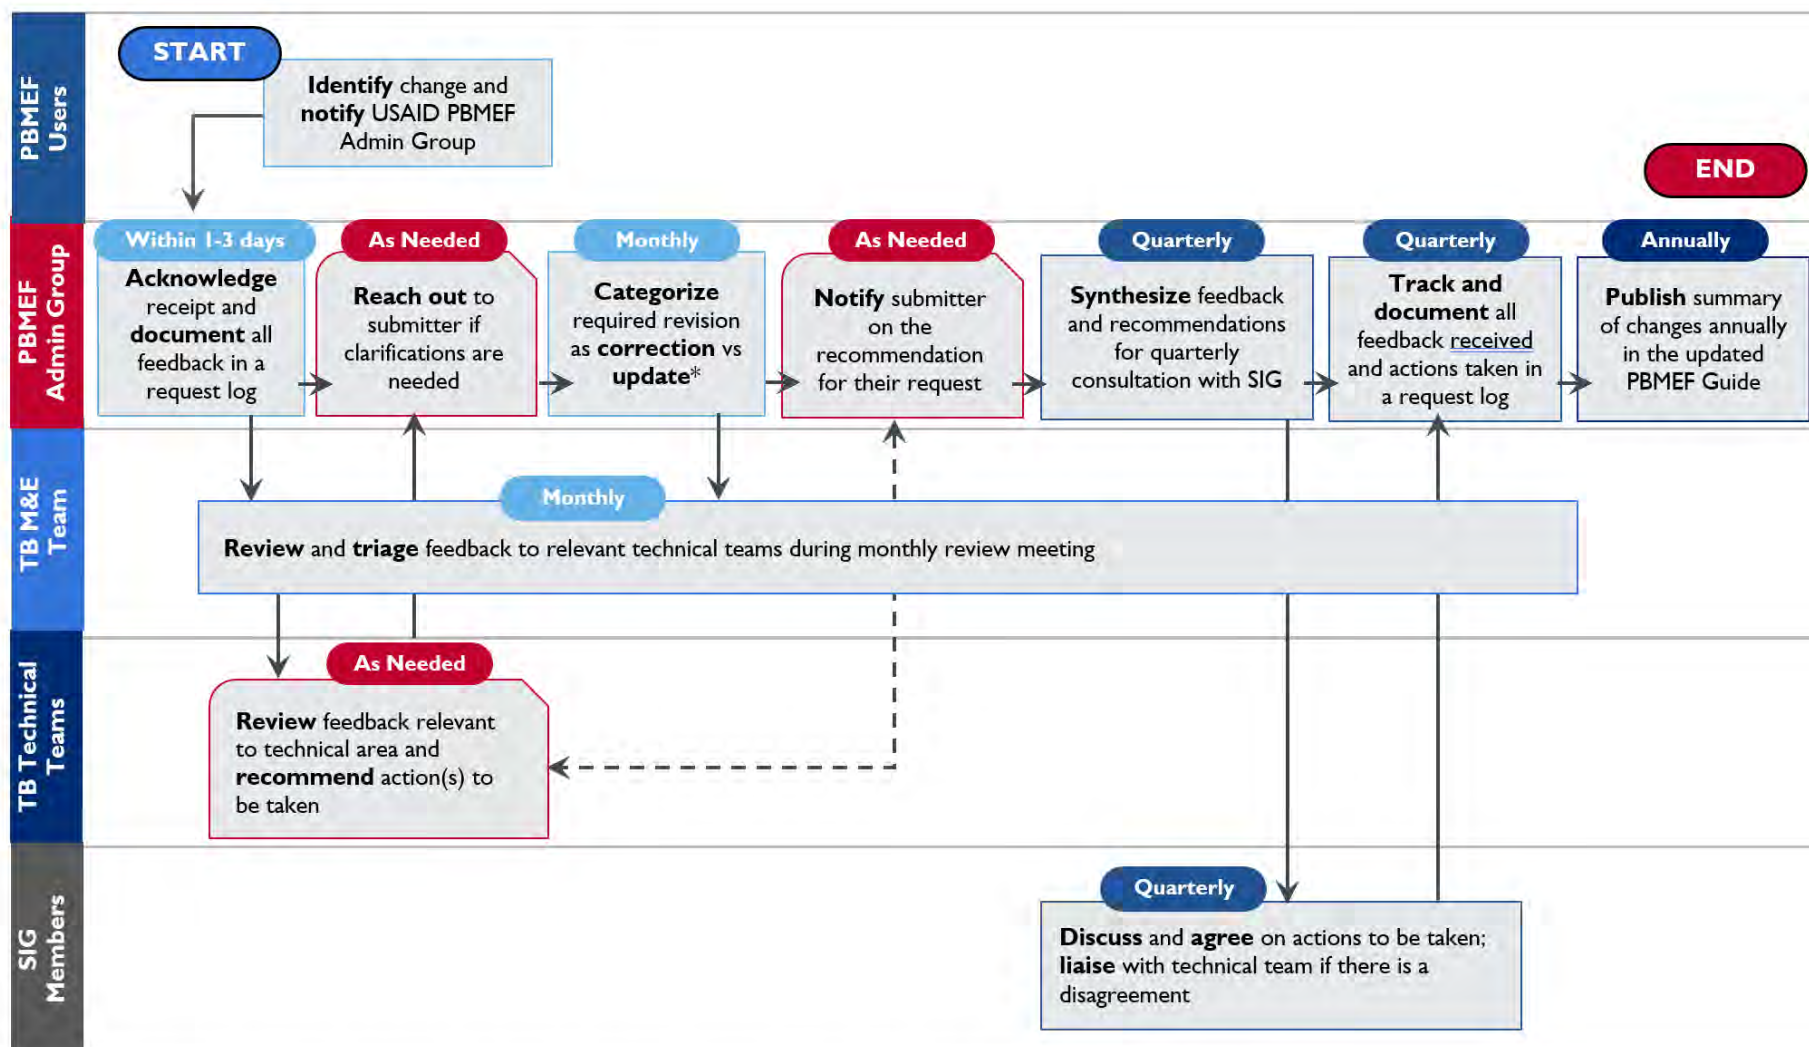 PBMEF
Users
START
Identify change and
notify USAID PBMEF
Admin Group
END
PBMEF
Admin Group
Within 1-3 days
Acknowledge
receipt and
document all
feedback in a
request log
As Needed
Reach out to
submitter if
clarifications are
needed
Monthly
Categorize
required revision
as correction vs
update*
As Needed
Notify submitter
on the
recommendation
for their request
Quarterly
Synthesize feedback
and recommendations
for quarterly
consultation with SIG
Quarterly
Track and
document all
feedback received
and actions taken in
a request log
Annually
Publish summary
of changes annually
in the updated
PBMEF Guide
TB M&E
Team
Monthly
Review and triage feedback to relevant technical teams during monthly review meeting
TB Technical
Teams
As Needed
Review feedback relevant
to technical area and
recommend action(s) to
be taken
SIG
Members
Quarterly
Discuss and agree on actions to be taken;
liaise with technical team if there is a
disagreement